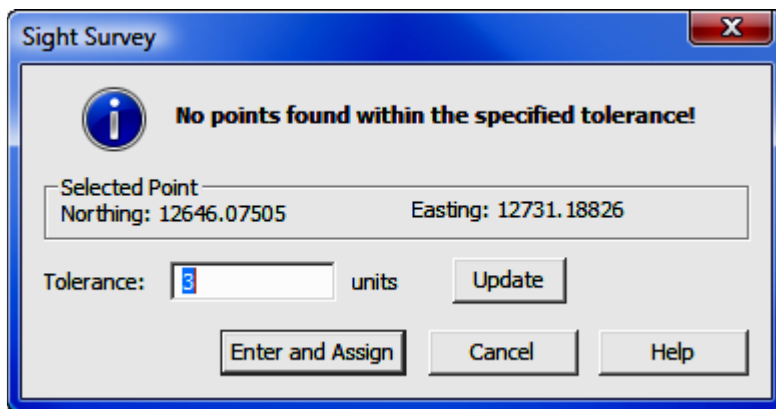 Sight Survey
No points found within the specified tolerance!
Selected Point
Northing: 12646.07505 Easting: 12731.18826
Tolerance: 3 units Update
Enter and Assign Cancel Help